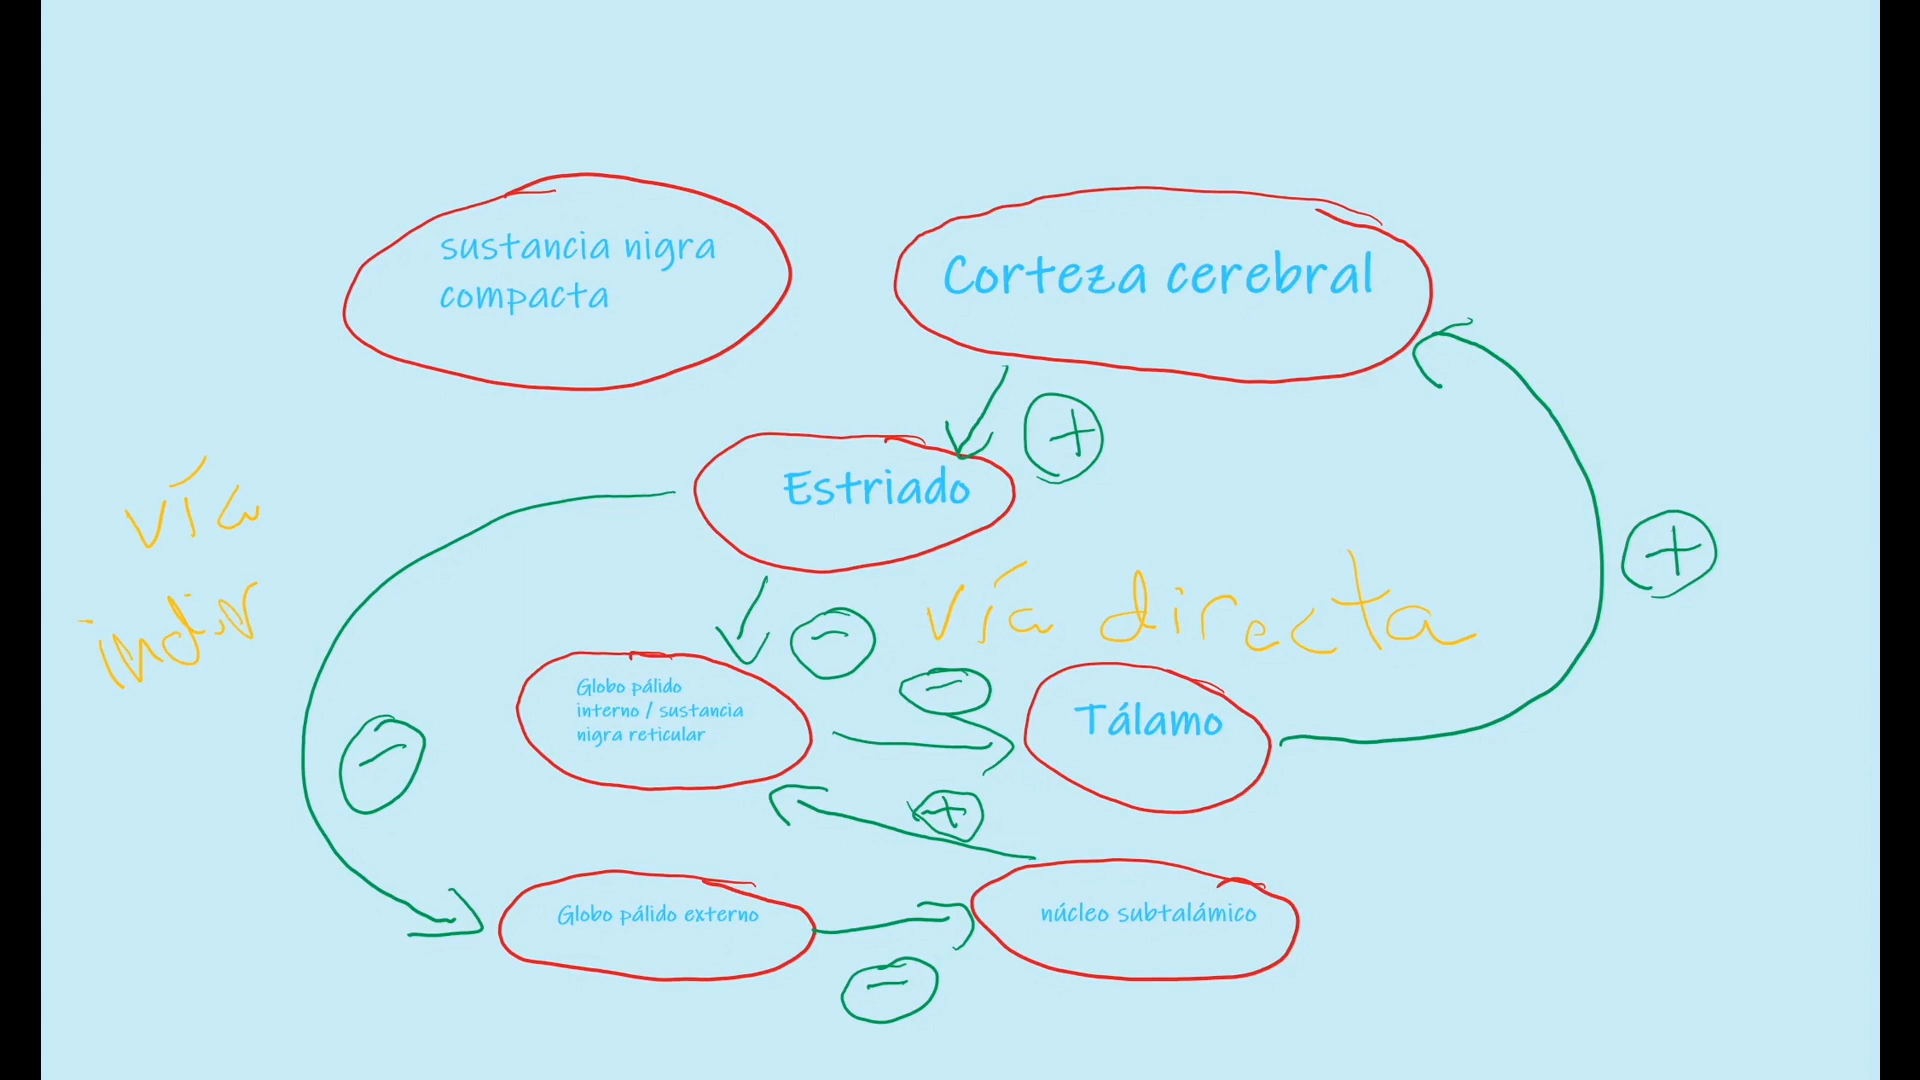 sustancia nigra
compacta
Corteza cerebral
+
Estriado
vía
indir
vía directa
+
-
-
Globo pálido
interno / sustancia
nigra reticular
Tálamo
-
+
Globo pálido externo
núcleo subtalámico
-